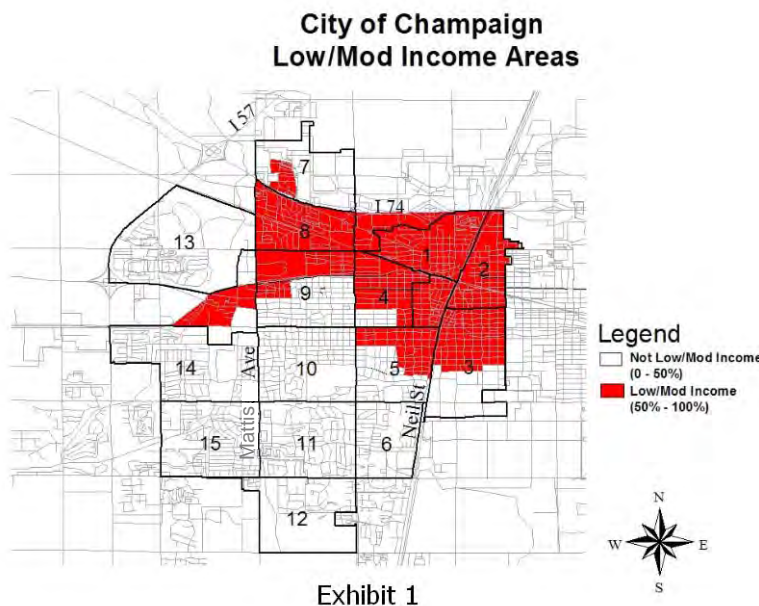 City of Champaign
Low/Mod Income Areas
I 57
7
I 74
13
8
1
2
9
4
14
Mattis Ave
10
5
Neil St
3
15
11
6
12
Legend
Not Low/Mod Income
(0 - 50%)
Low/Mod Income
(50% - 100%)
N
W
E
S
Exhibit 1